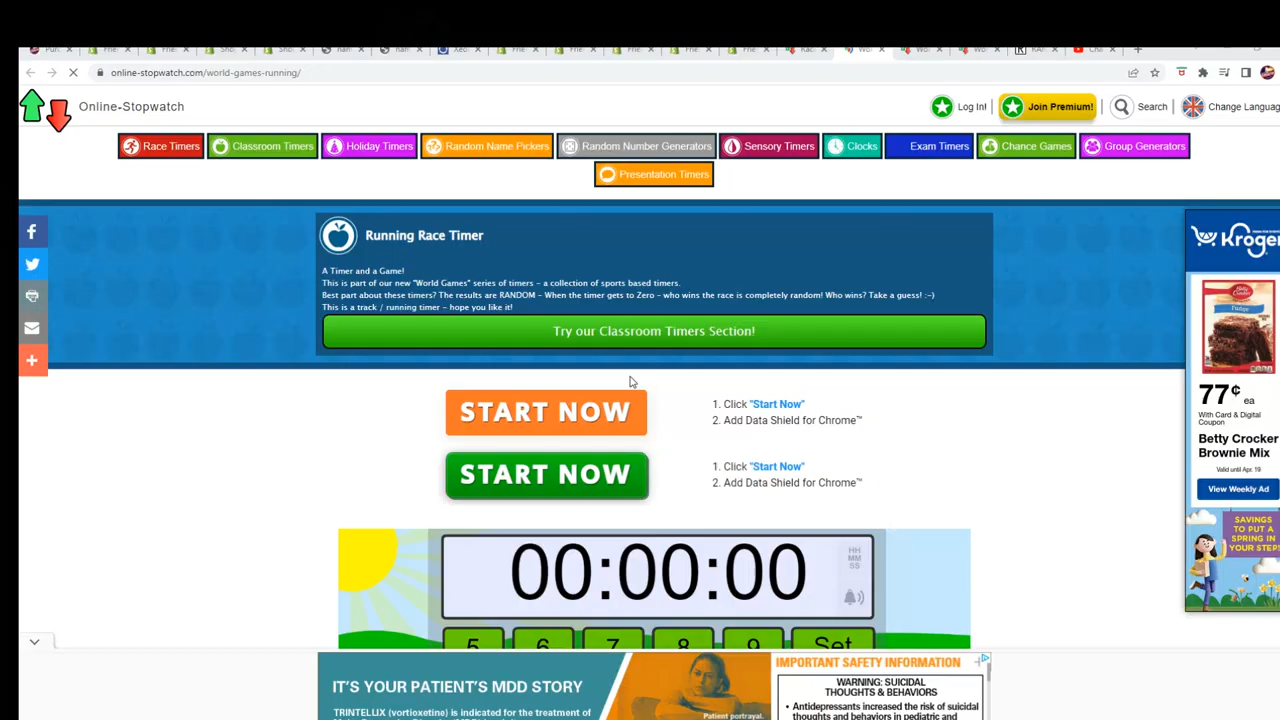 online-stopwatch.com/world-games-running/
Online-Stopwatch
Log In!
Join Premium!
Search
Change Languag
Race Timers
Classroom Timers
Holiday Timers
Random Name Pickers
Random Number Generators
Sensory Timers
Clocks
Exam Timers
Chance Games
Group Generators
Presentation Timers
Running Race Timer
A Timer and a Game!
This is part of our new "World Games" series of timers - a collection of sports based timers.
Best part about these timers? The results are RANDOM - When the timer gets to Zero - who wins the race is completely random! Who wins? Take a guess! :-)
This is a track / running timer - hope you like it!
Try our Classroom Timers Section!
START NOW
1. Click "Start Now"
2. Add Data Shield for Chrome™
START NOW
1. Click "Start Now"
2. Add Data Shield for Chrome™
00:00:00
HH
MM
SS
5 6 7 8 9 Set
Kroger
Betty Crocker
Fudge
77¢ ea
With Card & Digital
Coupon
Betty Crocker
Brownie Mix
Valid until Apr. 19
View Weekly Ad
SAVINGS
TO PUT A
SPRING IN
YOUR STEP!
IT'S YOUR PATIENT'S MDD STORY
TRINTELLIX (vortioxetine) is indicated for the treatment of
Patient portrayal.
IMPORTANT SAFETY INFORMATION
WARNING: SUICIDAL
THOUGHTS & BEHAVIORS
• Antidepressants increased the risk of suicidal
thoughts and behaviors in pediatric and